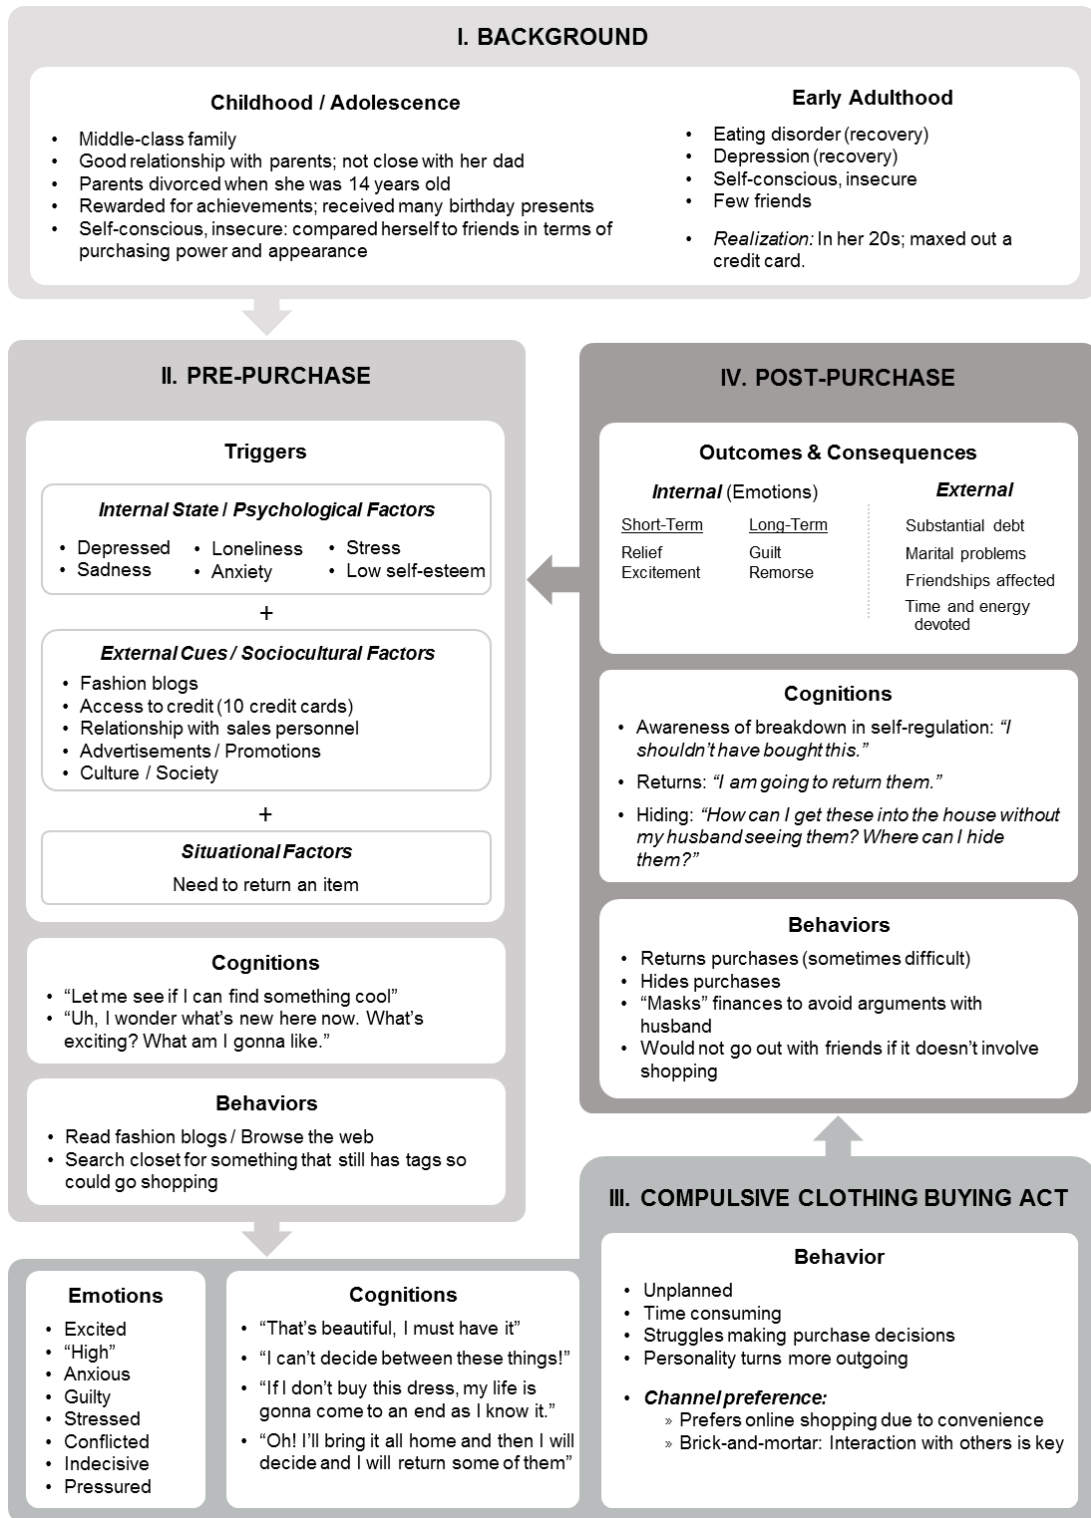 I. BACKGROUND
Childhood / Adolescence
• Middle-class family
• Good relationship with parents; not close with her dad
• Parents divorced when she was 14 years old
• Rewarded for achievements; received many birthday presents
• Self-conscious, insecure: compared herself to friends in terms of
purchasing power and appearance
Early Adulthood
• Eating disorder (recovery)
• Depression (recovery)
• Self-conscious, insecure
• Few friends
• Realization: In her 20s; maxed out a
credit card.
II. PRE-PURCHASE
Triggers
Internal State / Psychological Factors
• Depressed • Loneliness • Stress
• Sadness • Anxiety • Low self-esteem
+
External Cues / Sociocultural Factors
• Fashion blogs
• Access to credit (10 credit cards)
• Relationship with sales personnel
• Advertisements / Promotions
• Culture / Society
+
Situational Factors
Need to return an item
Cognitions
• “Let me see if I can find something cool”
• “Uh, I wonder what’s new here now. What’s
exciting? What am I gonna like.”
Behaviors
• Read fashion blogs / Browse the web
• Search closet for something that still has tags so
could go shopping
III. COMPULSIVE CLOTHING BUYING ACT
Emotions
• Excited
• “High”
• Anxious
• Guilty
• Stressed
• Conflicted
• Indecisive
• Pressured
Cognitions
• “That’s beautiful, I must have it”
• “I can’t decide between these things!”
• “If I don’t buy this dress, my life is
gonna come to an end as I know it.”
• “Oh! I’ll bring it all home and then I will
decide and I will return some of them”
Behavior
• Unplanned
• Time consuming
• Struggles making purchase decisions
• Personality turns more outgoing
• Channel preference:
» Prefers online shopping due to convenience
» Brick-and-mortar: Interaction with others is key
IV. POST-PURCHASE
Outcomes & Consequences
Internal (Emotions)
Short-Term Long-Term
Relief Guilt
Excitement Remorse
External
Substantial debt
Marital problems
Friendships affected
Time and energy
devoted
Cognitions
• Awareness of breakdown in self-regulation: “I
shouldn’t have bought this.”
• Returns: “I am going to return them.”
• Hiding: “How can I get these into the house without
my husband seeing them? Where can I hide
them?”
Behaviors
• Returns purchases (sometimes difficult)
• Hides purchases
• “Masks” finances to avoid arguments with
husband
• Would not go out with friends if it doesn’t involve
shopping